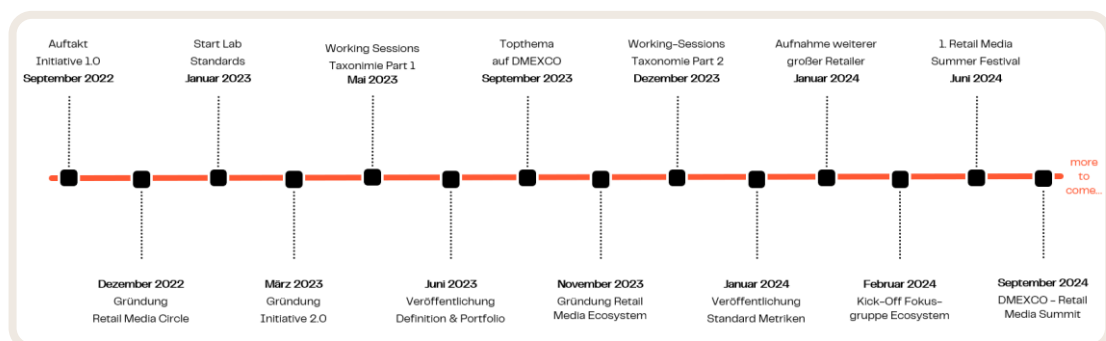 Auftakt
Initiative 1.0
September 2022
Start Lab
Standards
Januar 2023
Working Sessions
Taxonimie Part 1
Mai 2023
Topthema
auf DMEXCO
September 2023
Working-Sessions
Taxonomie Part 2
Dezember 2023
Aufnahme weiterer
großer Retailer
Januar 2024
1. Retail Media
Summer Festival
Juni 2024
more
to
come...
Dezember 2022
Gründung
Retail Media Circle
März 2023
Gründung
Initiative 2.0
Juni 2023
Veröffentlichung
Definition & Portfolio
November 2023
Gründung Retail
Media Ecosystem
Januar 2024
Veröffentlichung
Standard Metriken
Februar 2024
Kick-Off Fokus-
gruppe Ecosystem
September 2024
DMEXCO - Retail
Media Summit